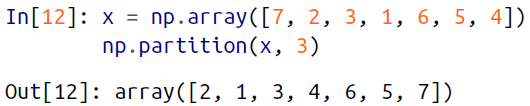 In[12]: x = np.array([7, 2, 3, 1, 6, 5, 4])
np.partition(x, 3)
Out[12]: array([2, 1, 3, 4, 6, 5, 7])